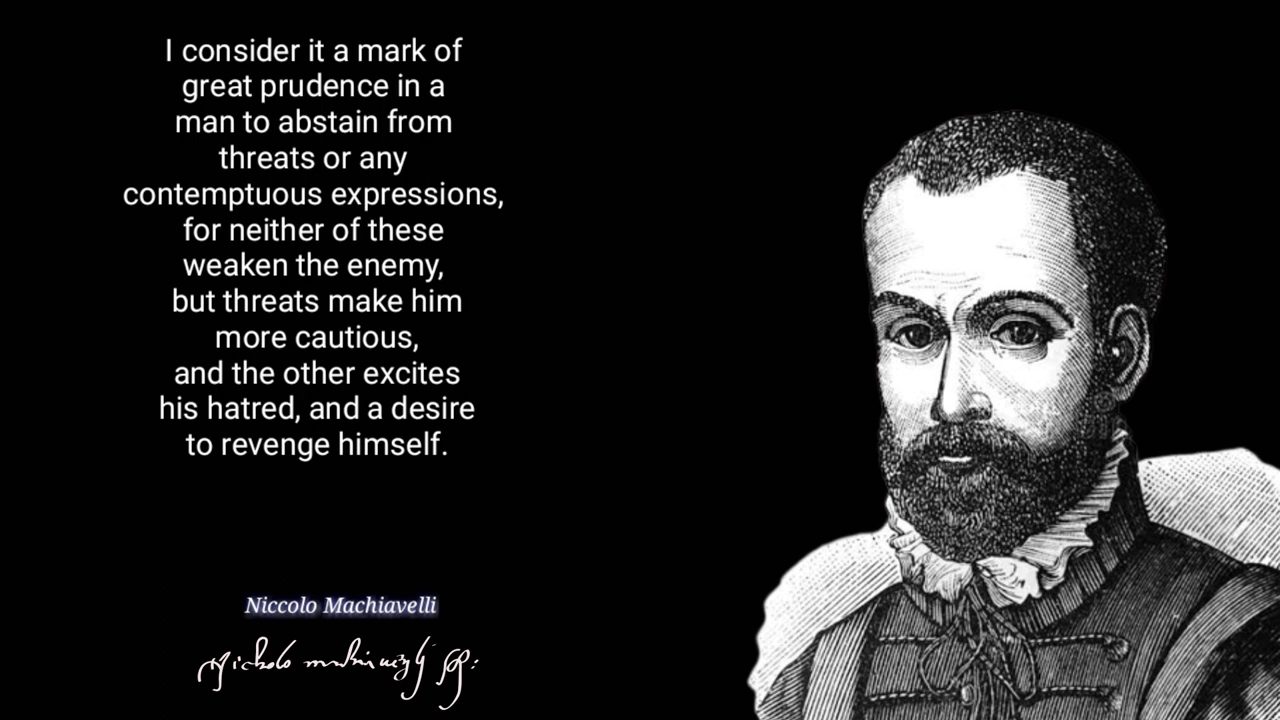 I consider it a mark of
great prudence in a
man to abstain from
threats or any
contemptuous expressions,
for neither of these
weaken the enemy,
but threats make him
more cautious,
and the other excites
his hatred, and a desire
to revenge himself.
Niccolo Machiavelli